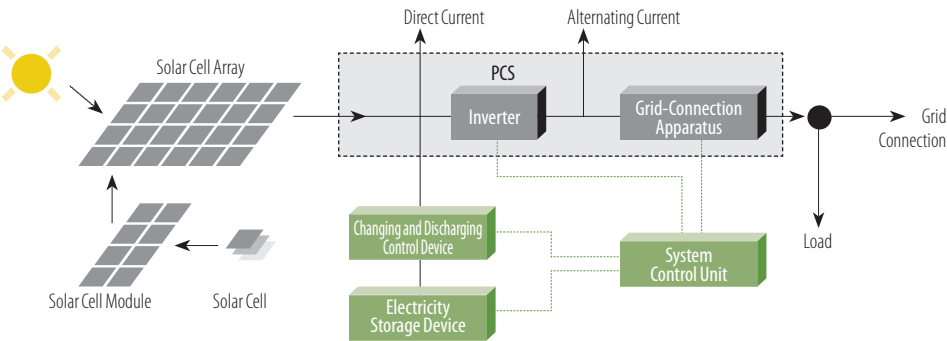 Direct Current
Alternating Current
Solar Cell Array
PCS
Inverter
Grid-Connection
Apparatus
Grid
Connection
Changing and Discharging
Control Device
System
Control Unit
Load
Solar Cell Module
Solar Cell
Electricity
Storage Device